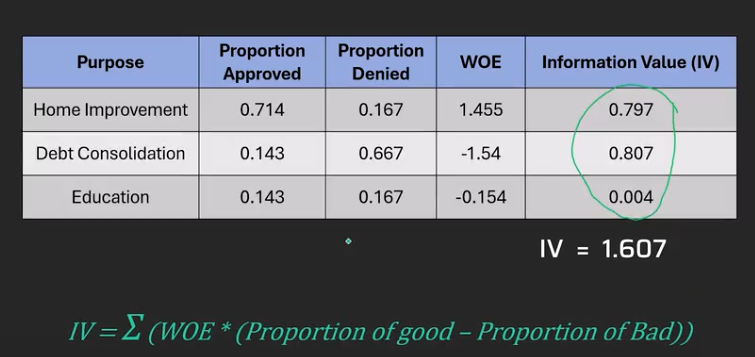 Purpose Proportion Approved Proportion Denied WOE Information Value (IV)
Home Improvement 0.714 0.167 1.455 0.797
Debt Consolidation 0.143 0.667 -1.54 0.807
Education 0.143 0.167 -0.154 0.004
IV = 1.607
IV = Σ (WOE * (Proportion of good – Proportion of Bad))